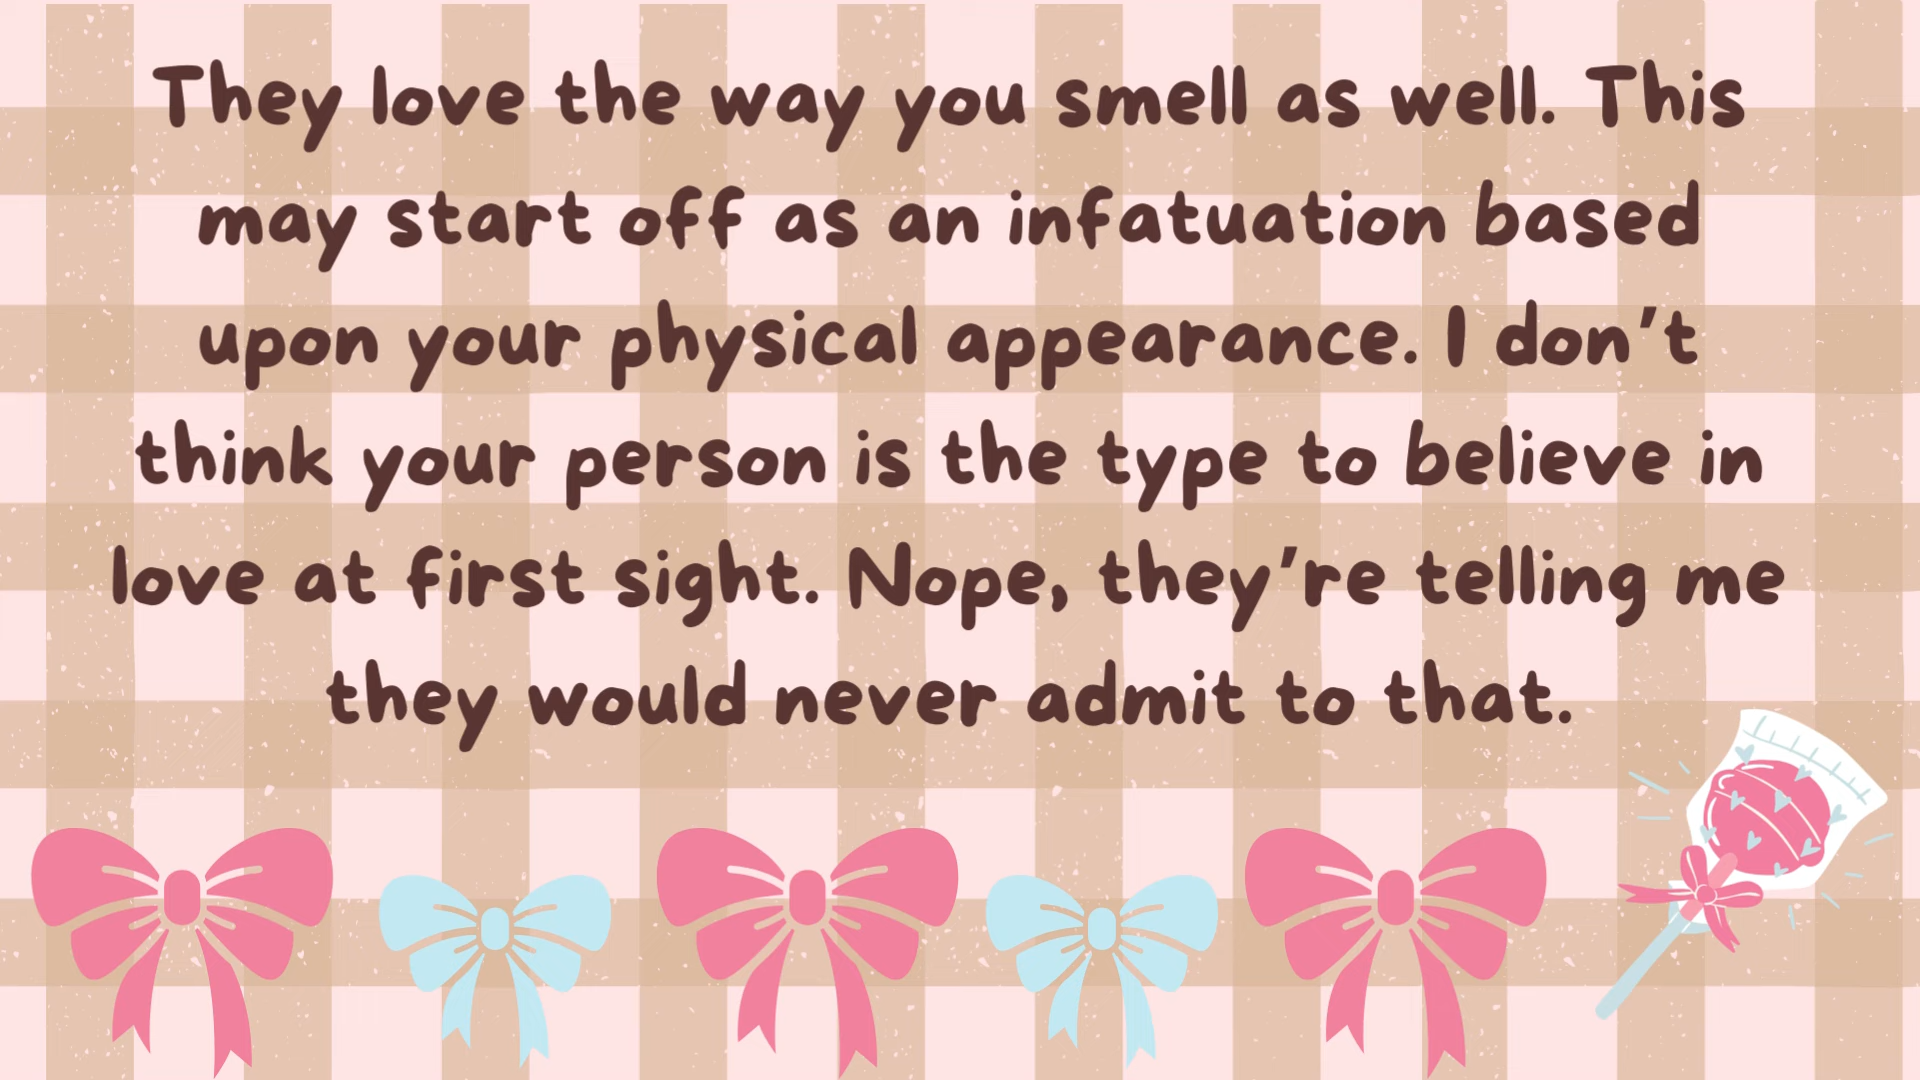 They love the way you smell as well. This
may start off as an infatuation based
upon your physical appearance. I don't
think your person is the type to believe in
love at first sight. Nope, they're telling me
they would never admit to that.